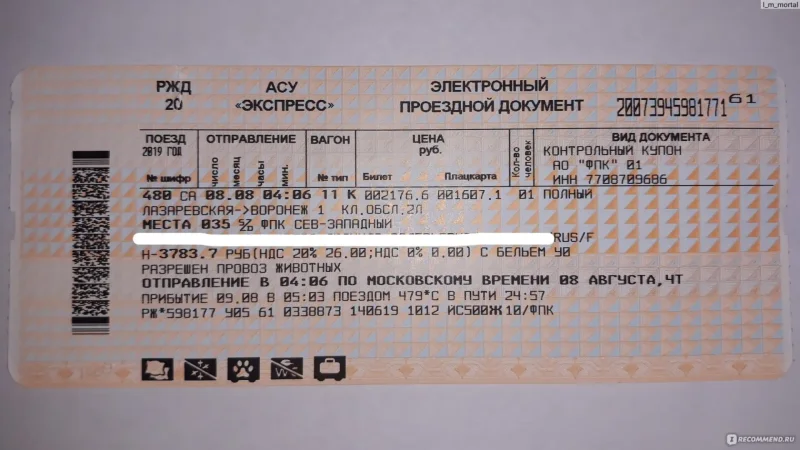 l_m_mortal
РЖД АСУ ЭЛЕКТРОННЫЙ
20 «ЭКСПРЕСС» ПРОЕЗДНОЙ ДОКУМЕНТ 20073945981771 61
ПОЕЗД ОТПРАВЛЕНИЕ ВАГОН ЦЕНА Кол-во человек ВИД ДОКУМЕНТА
2019 ГОД число месяц часы мин. руб. КОНТРОЛЬНЫЙ КУПОН
АО "ФПК" 01
№ шифр № тип Билет Плацкарта ИНН 7708709686
480 СА 08.08 04:06 11 К 002176.6 001607.1 01 ПОЛНЫЙ
ЛАЗАРЕВСКАЯ->ВОРОНЕЖ 1 КЛ.ОБСЛ.2Л
МЕСТА 035 ФПК СЕВ-ЗАПАДНЫЙ
/RUS/F
Н-3783.7 РУБ(НДС 20% 26.00;НДС 0% 0.00) С БЕЛЬЕМ У0
РАЗРЕШЕН ПРОВОЗ ЖИВОТНЫХ
ОТПРАВЛЕНИЕ В 04:06 ПО МОСКОВСКОМУ ВРЕМЕНИ 08 АВГУСТА,ЧТ
ПРИБЫТИЕ 09.08 В 05:03 ПОЕЗДОМ 479*С В ПУТИ 24:57
РЖ*598177 У05 61 0338873 140619 1012 ИС500Ж10/ФПК
IRECOMMEND.RU